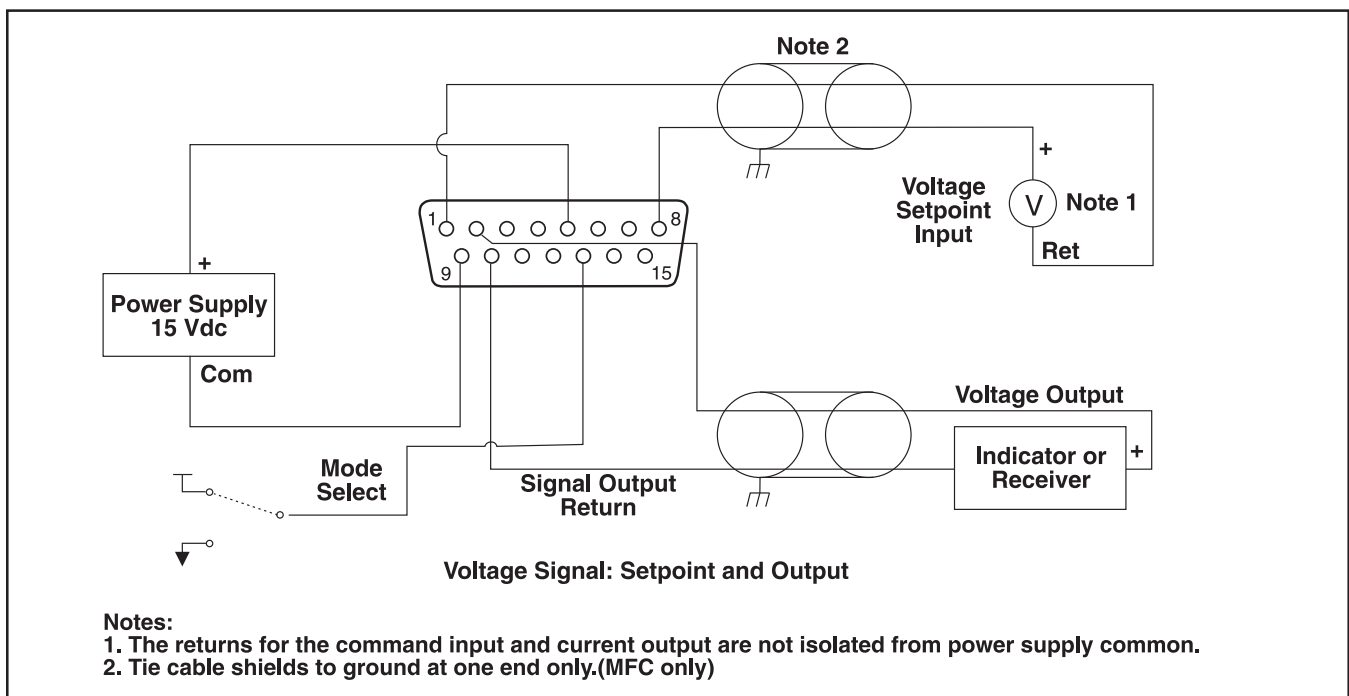 Note 2
+
Voltage
Setpoint
Input
V
Note 1
Ret
1
8
9
15
+
Power Supply
15 Vdc
Com
Mode
Select
Signal Output
Return
Voltage Output
Indicator or
Receiver
+
Voltage Signal: Setpoint and Output
Notes:
1. The returns for the command input and current output are not isolated from power supply common.
2. Tie cable shields to ground at one end only.(MFC only)